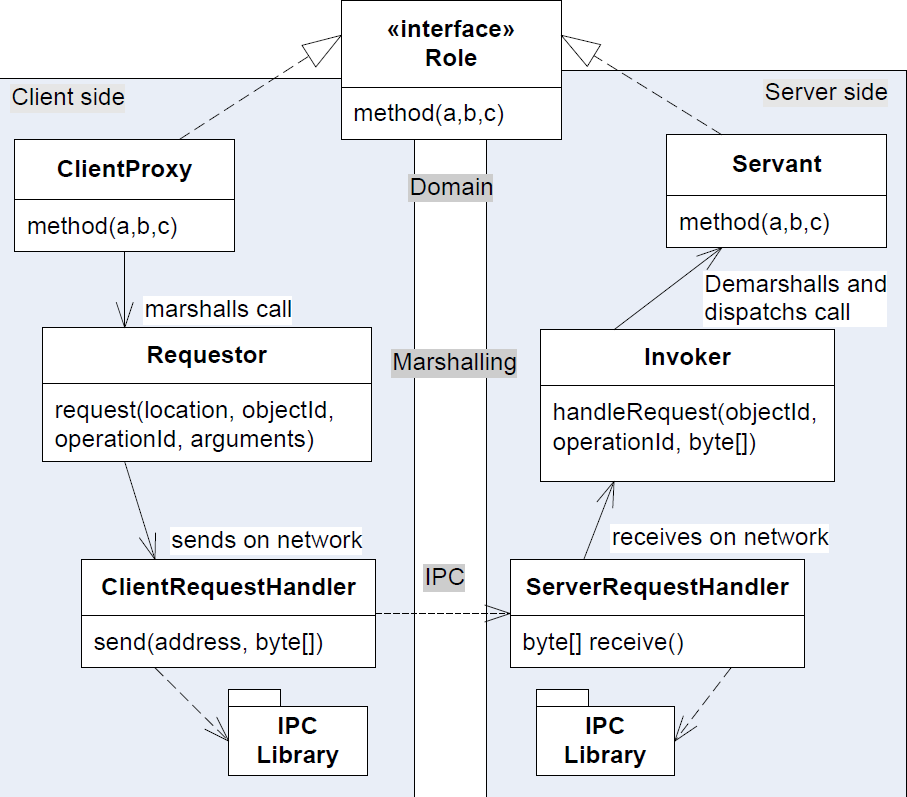 «interface»
Role
method(a,b,c)
Client side
Server side
ClientProxy
method(a,b,c)
Domain
Servant
method(a,b,c)
marshalls call
Demarshalls and
dispatchs call
Requestor
request(location, objectId,
operationId, arguments)
Marshalling
Invoker
handleRequest(objectId,
operationId, byte[])
sends on network
receives on network
ClientRequestHandler
send(address, byte[])
IPC
ServerRequestHandler
byte[] receive()
IPC
Library
IPC
Library